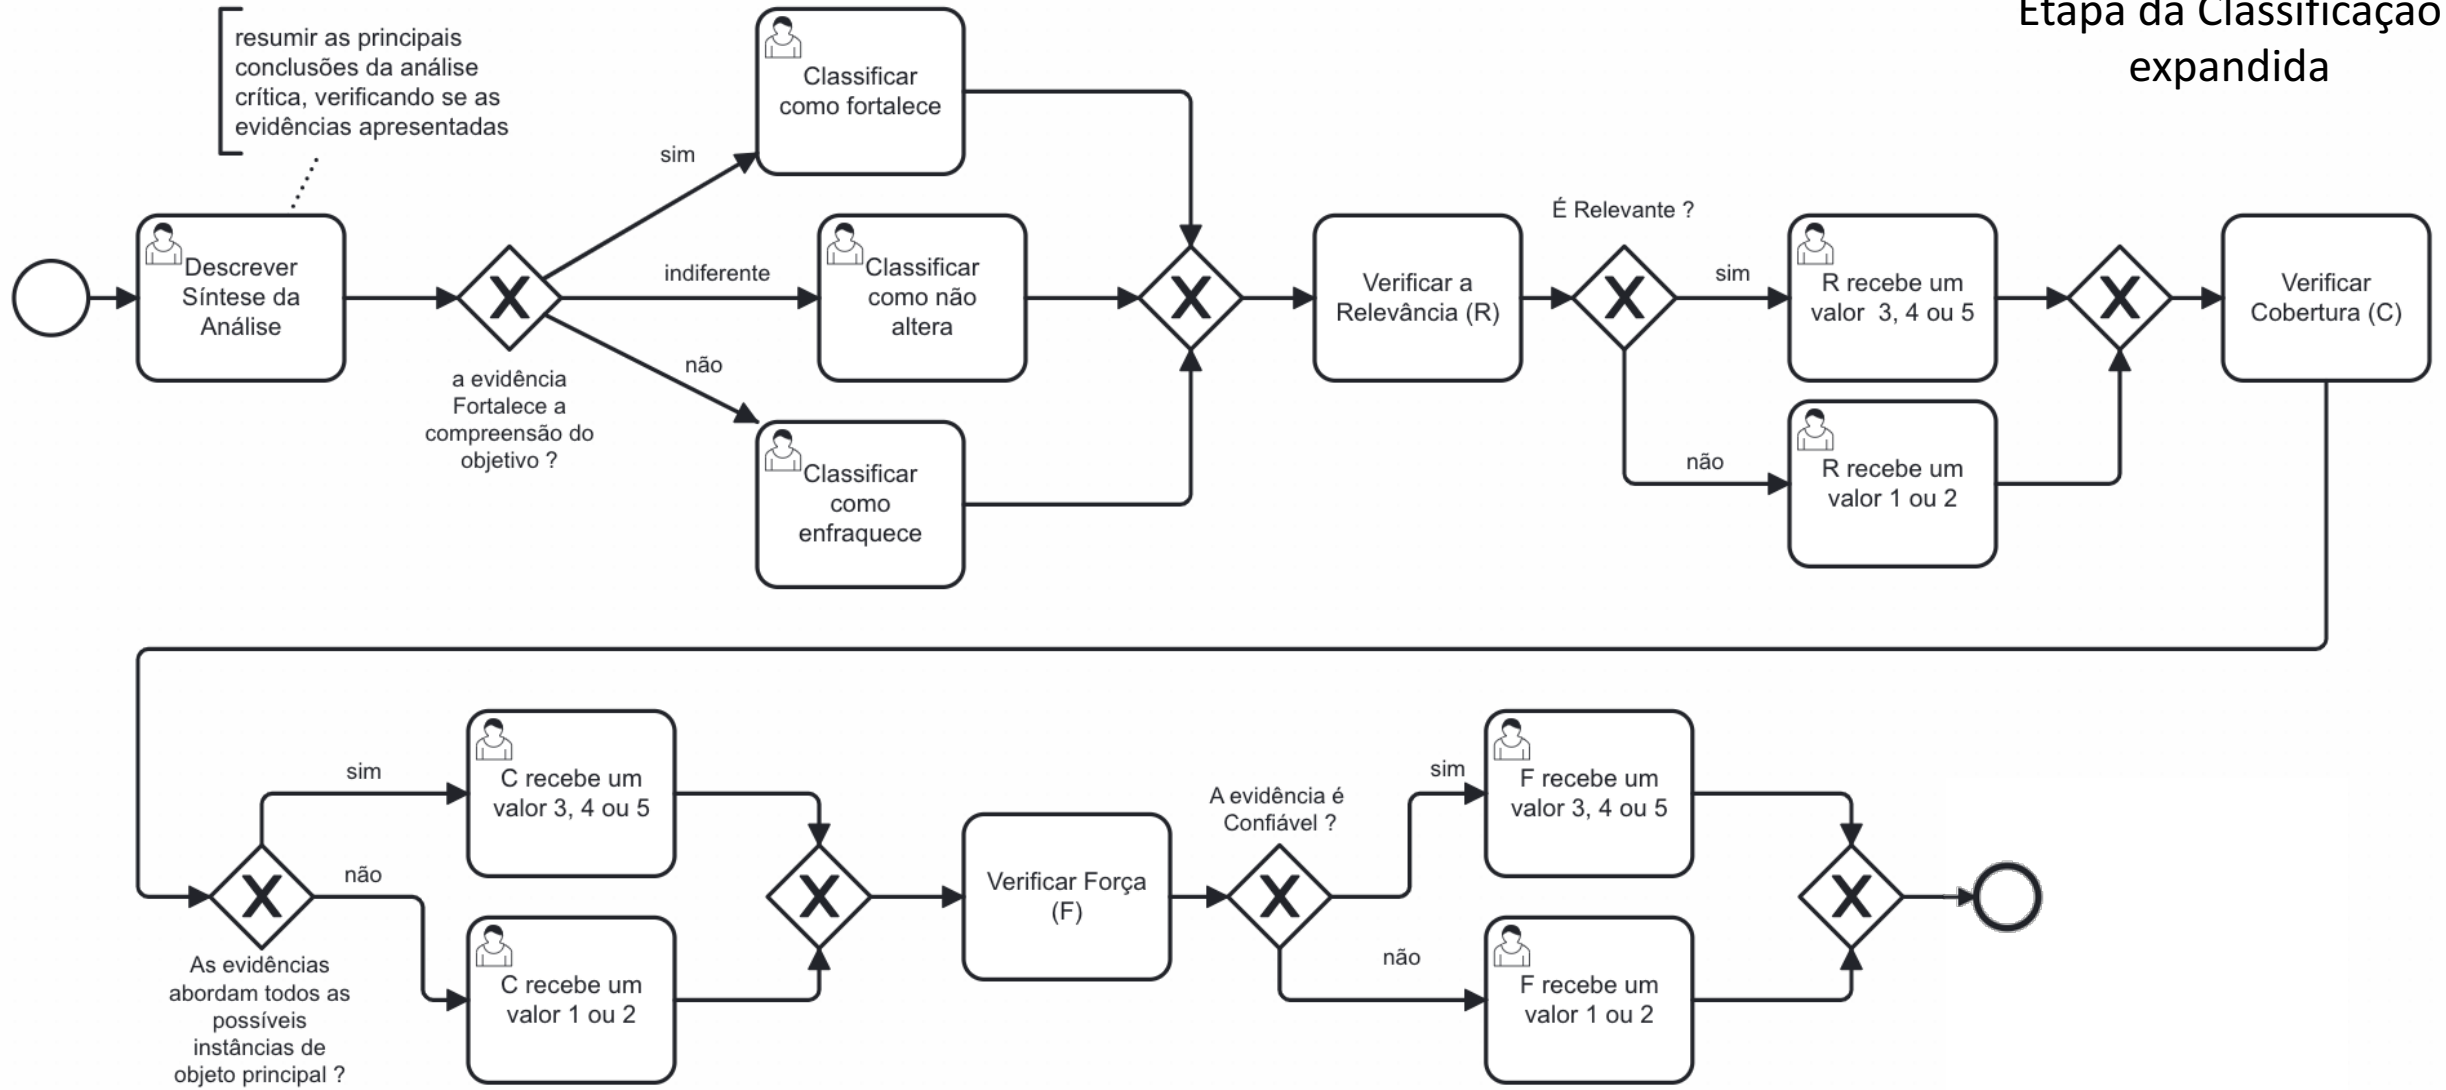 Etapa da Classificação
expandida
resumir as principais
conclusões da análise
crítica, verificando se as
evidências apresentadas
Descrever
Síntese da
Análise
a evidência
Fortalece a
compreensão do
objetivo ?
sim
Classificar
como fortalece
indiferente
Classificar
como não
altera
não
Classificar
como
enfraquece
Verificar a
Relevância (R)
É Relevante ?
sim
R recebe um
valor 3, 4 ou 5
não
R recebe um
valor 1 ou 2
Verificar
Cobertura (C)
As evidências
abordam todos as
possíveis
instâncias de
objeto principal ?
sim
C recebe um
valor 3, 4 ou 5
não
C recebe um
valor 1 ou 2
Verificar Força
(F)
A evidência é
Confiável ?
sim
F recebe um
valor 3, 4 ou 5
não
F recebe um
valor 1 ou 2